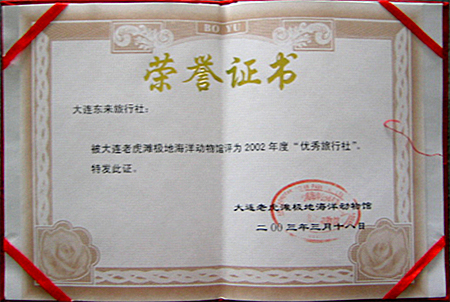 BO YU
荣誉证书
大连东来旅行社：
被大连老虎滩极地海洋动物馆评为2002年度“优秀旅行社”，
特发此证。
大连老虎滩极地海洋动物馆
二00三年三月十八日